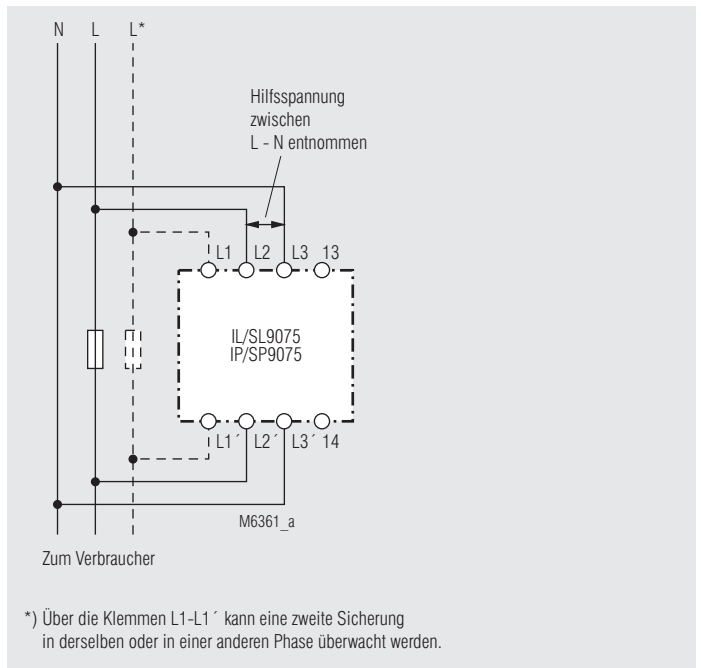 N L L*
Hilfsspannung
zwischen
L - N entnommen
L1 L2 L3 13
IL/SL9075
IP/SP9075
L1´ L2´ L3´ 14
M6361_a
Zum Verbraucher
*) Über die Klemmen L1-L1´ kann eine zweite Sicherung
in derselben oder in einer anderen Phase überwacht werden.